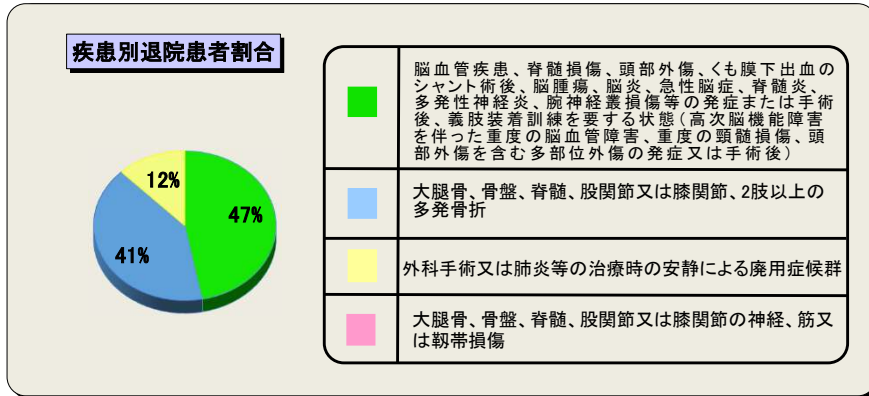 疾患別退院患者割合
12%
47%
41%
脳血管疾患、脊髄損傷、頭部外傷、くも膜下出血の
シャント術後、脳腫瘍、脳炎、急性脳症、脊髄炎、
多発性神経炎、腕神経叢損傷等の発症または手術
後、義肢装着訓練を要する状態(高次脳機能障害
を伴った重度の脳血管障害、重度の頸髄損傷、頭
部外傷を含む多部位外傷の発症又は手術後)
大腿骨、骨盤、脊髄、股関節又は膝関節、2肢以上の
多発骨折
外科手術又は肺炎等の治療時の安静による廃用症候群
大腿骨、骨盤、脊髄、股関節又は膝関節の神経、筋又
は靱帯損傷